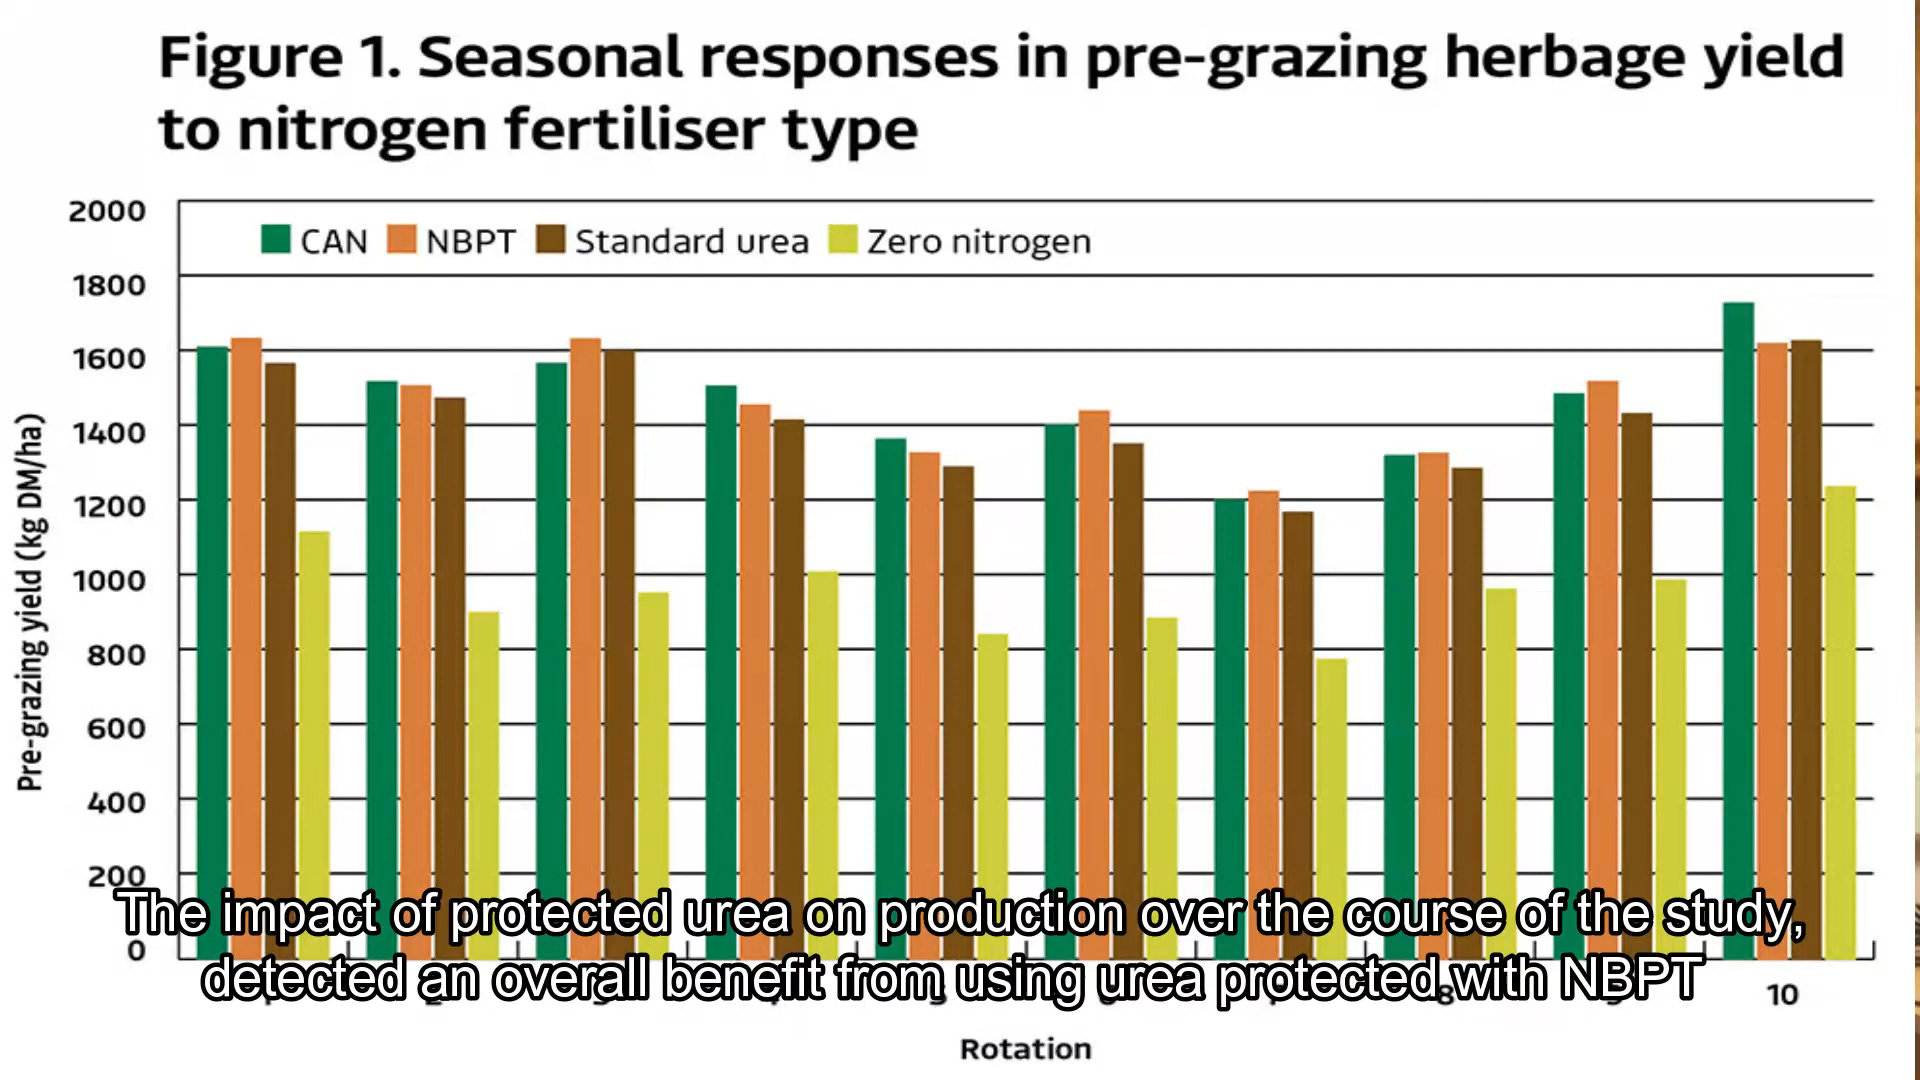 Figure 1. Seasonal responses in pre-grazing herbage yield
to nitrogen fertiliser type
2000
CAN NBPT Standard urea Zero nitrogen
1800
1600
1400
1200
1000
800
600
400
200
0
Pre-grazing yield (kg DM/ha)
The impact of protected urea on production over the course of the study,
detected an overall benefit from using urea protected with NBPT
8 10
Rotation